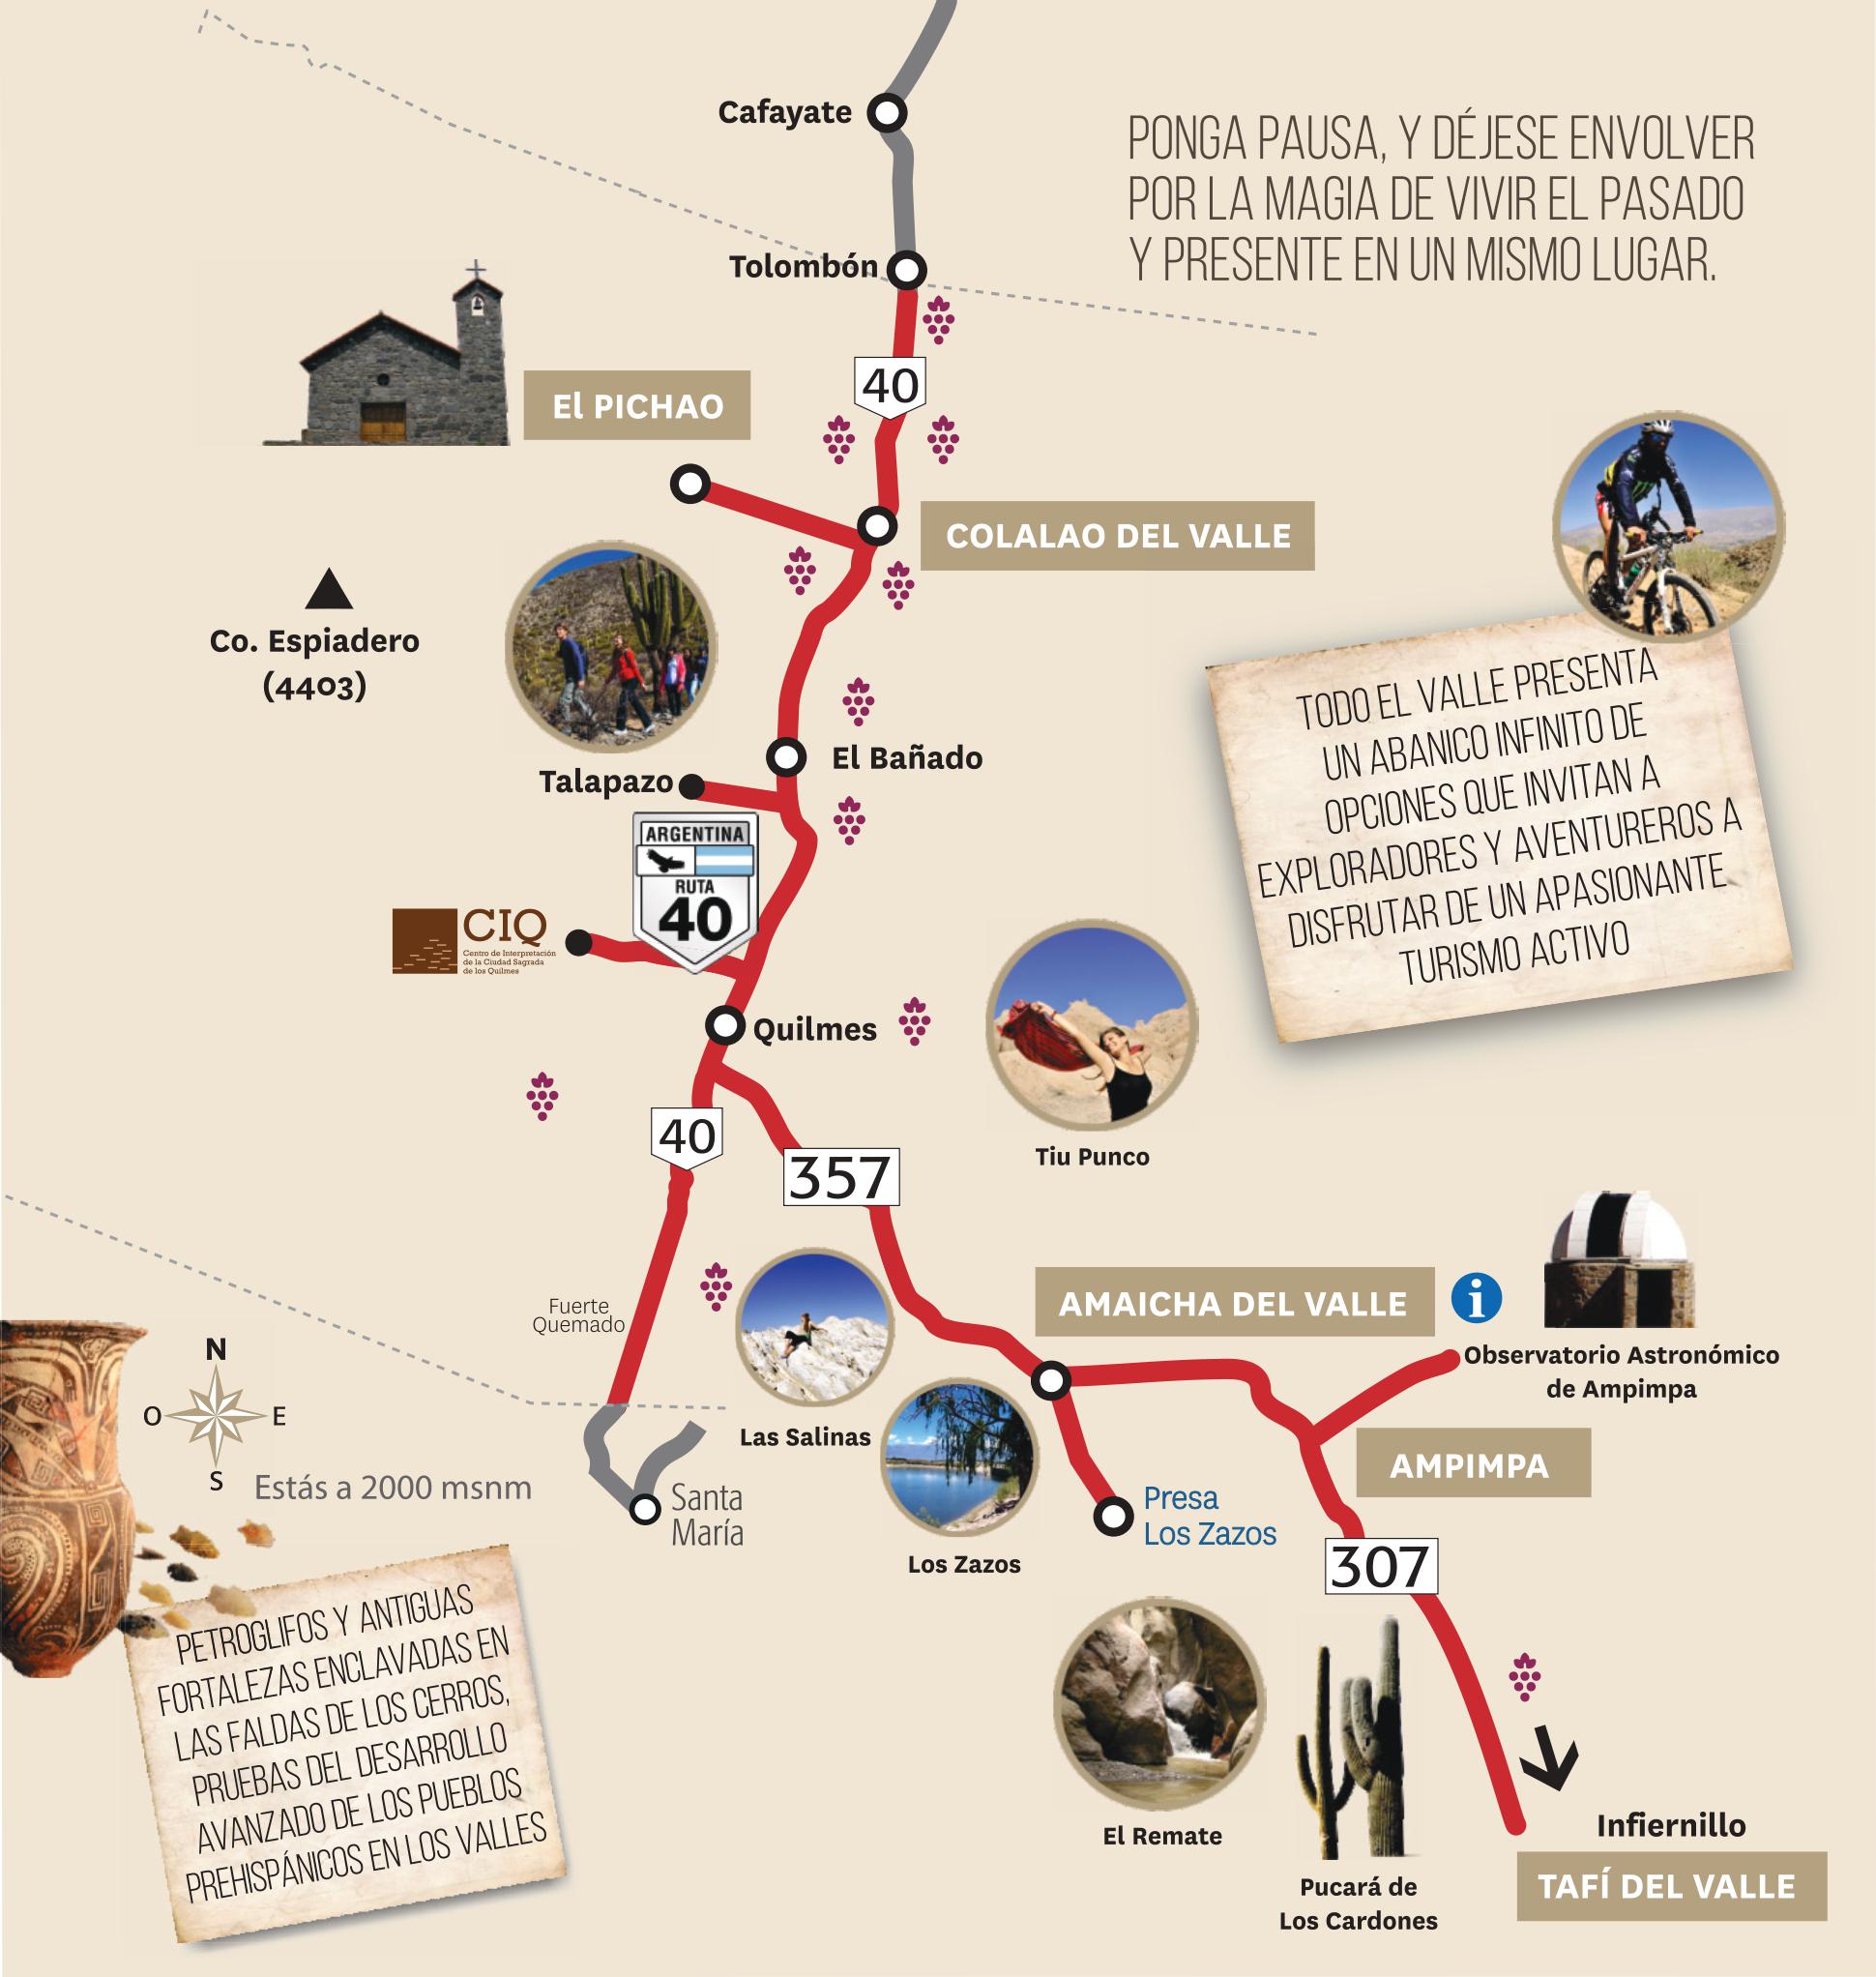 Cafayate
PONGA PAUSA, Y DÉJESE ENVOLVER
POR LA MAGIA DE VIVIR EL PASADO
Y PRESENTE EN UN MISMO LUGAR.
Tolombón
40
El PICHAO
COLALAO DEL VALLE
Co. Espiadero
(4403)
TODO EL VALLE PRESENTA
UN ABANICO INFINITO DE
OPCIONES QUE INVITAN A
EXPLORADORES Y AVENTUREROS A
DISFRUTAR DE UN APASIONANTE
TURISMO ACTIVO
El Bañado
Talapazo
ARGENTINA
RUTA
40
CIQ
Centro de Interpretación
de la Ciudad Sagrada
de los Quilmes
Quilmes
Tiu Punco
40
357
Fuerte
Quemado
AMAICHA DEL VALLE
i
Observatorio Astronómico
de Ampimpa
N
O
E
S
Estás a 2000 msnm
Las Salinas
AMPIMPA
Santa
María
Presa
Los Zazos
Los Zazos
307
PETROGLIFOS Y ANTIGUAS
FORTALEZAS ENCLAVADAS EN
LAS FALDAS DE LOS CERROS,
PRUEBAS DEL DESARROLLO
AVANZADO DE LOS PUEBLOS
PREHISPÁNICOS EN LOS VALLES
El Remate
Pucará de
Los Cardones
Infiernillo
TAFÍ DEL VALLE